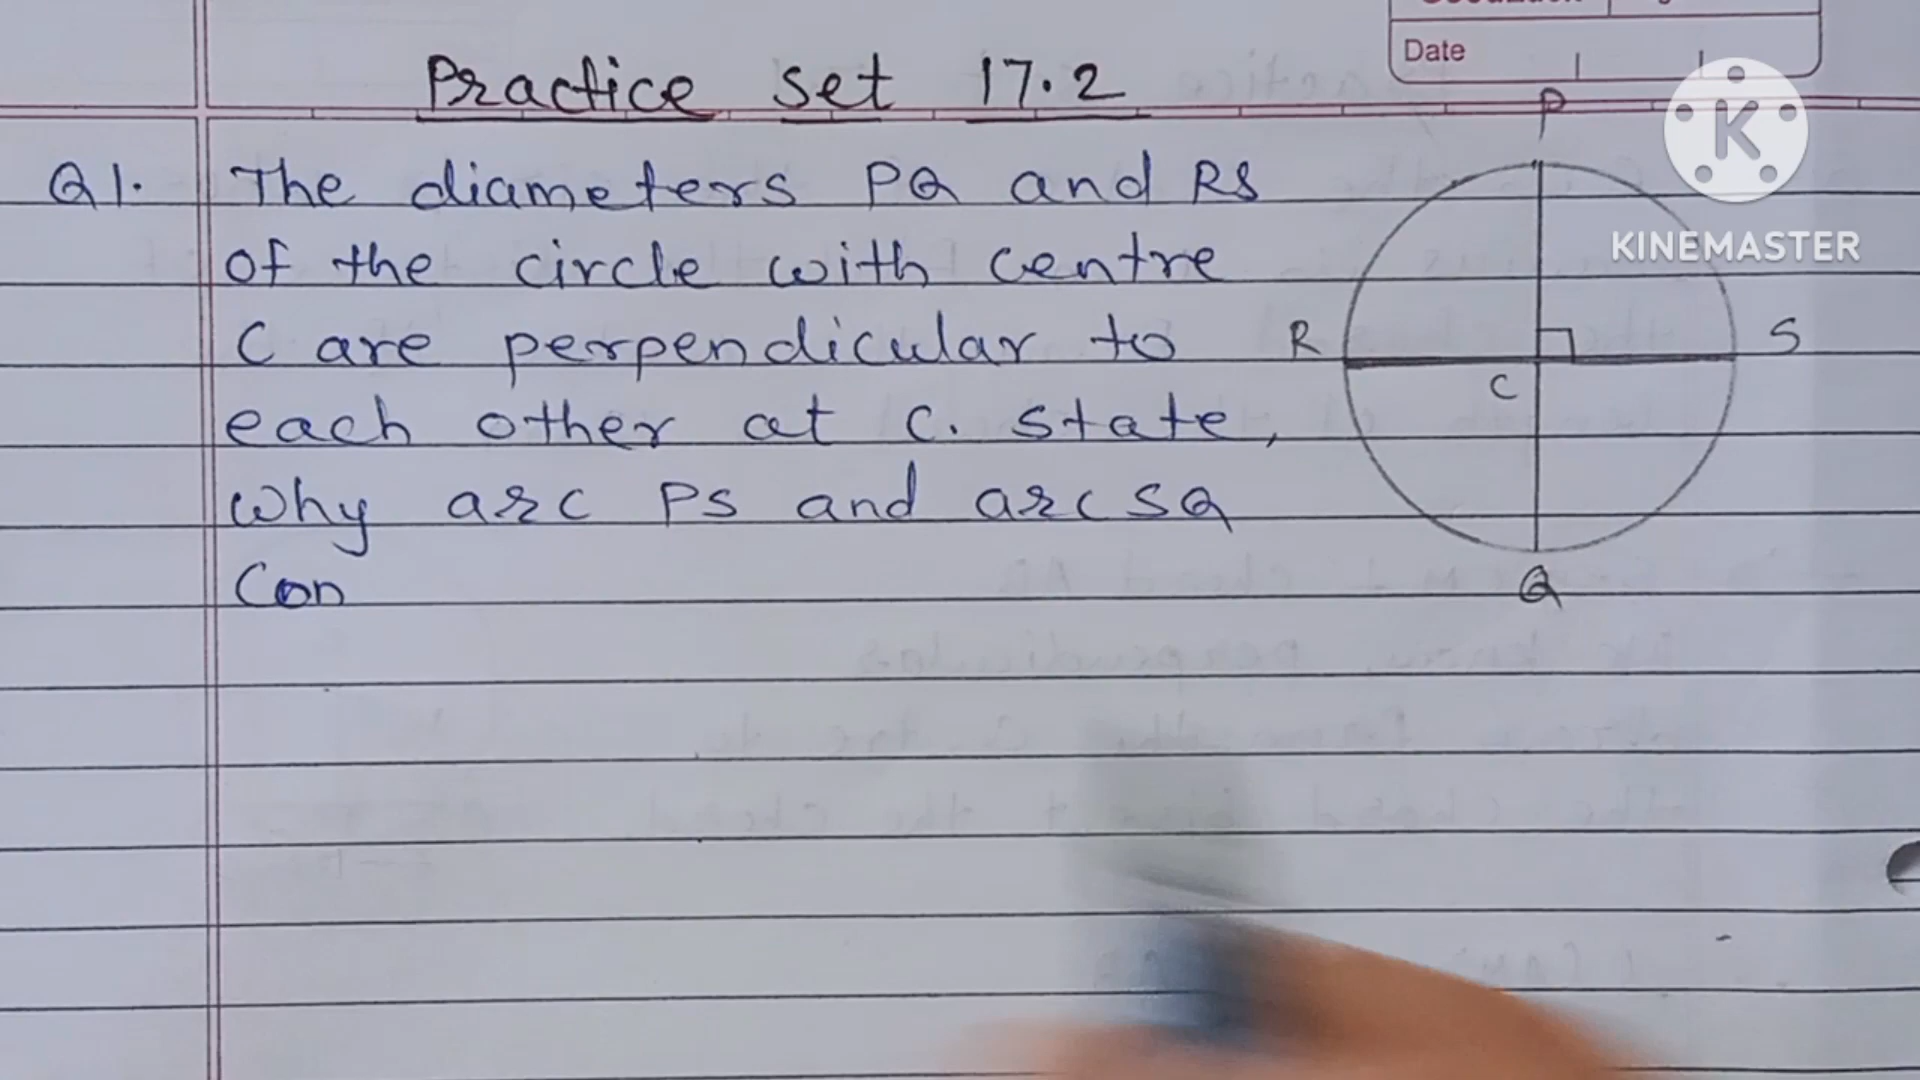 Date
Practice set 17.2
Q1. The diameters PQ and RS
of the circle with centre
C are perpendicular to
each other at C. state,
why arc PS and arc SQ
Con
P
R
S
C
Q
K
KINEMASTER